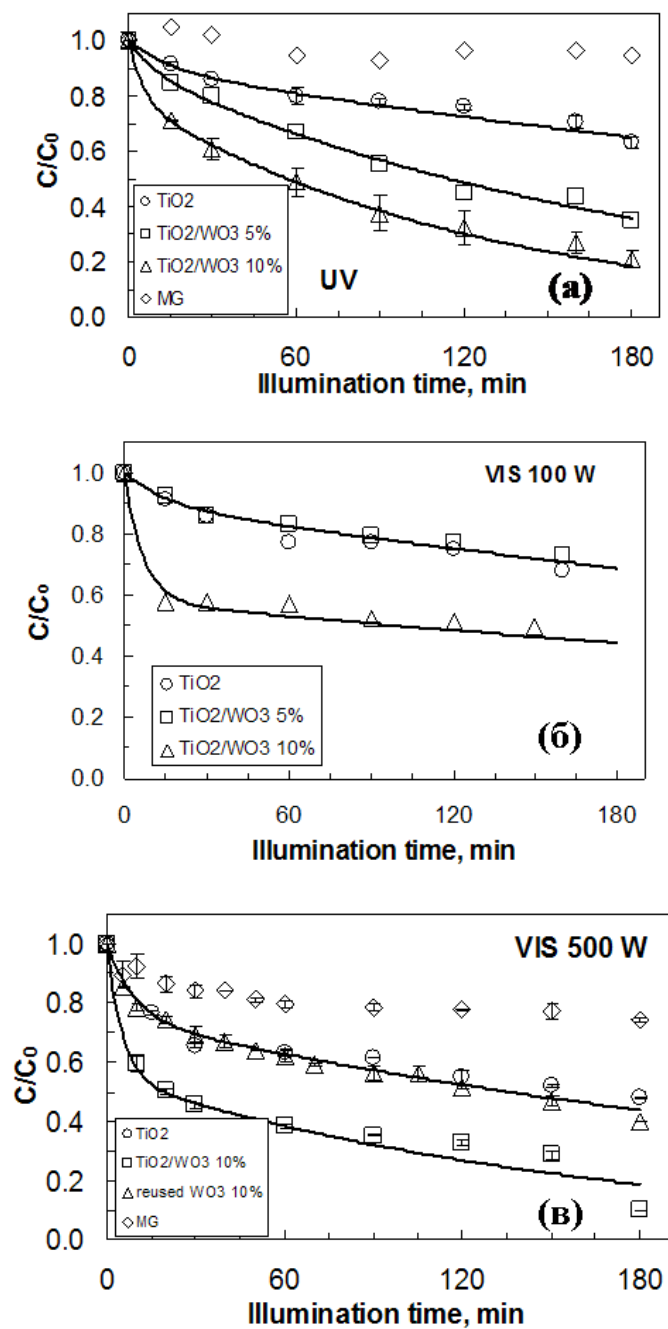 C/C₀
1.0
0.8
0.6
0.4
0.2
0.0
TiO2
TiO2/WO3 5%
TiO2/WO3 10%
MG
UV
(а)
0
60
120
180
Illumination time, min
VIS 100 W
C/C₀
1.0
0.8
0.6
0.4
0.2
0.0
TiO2
TiO2/WO3 5%
TiO2/WO3 10%
(б)
0
60
120
180
Illumination time, min
VIS 500 W
C/C₀
1.0
0.8
0.6
0.4
0.2
0.0
TiO2
TiO2/WO3 10%
reused WO3 10%
MG
(в)
0
60
120
180
Illumination time, min